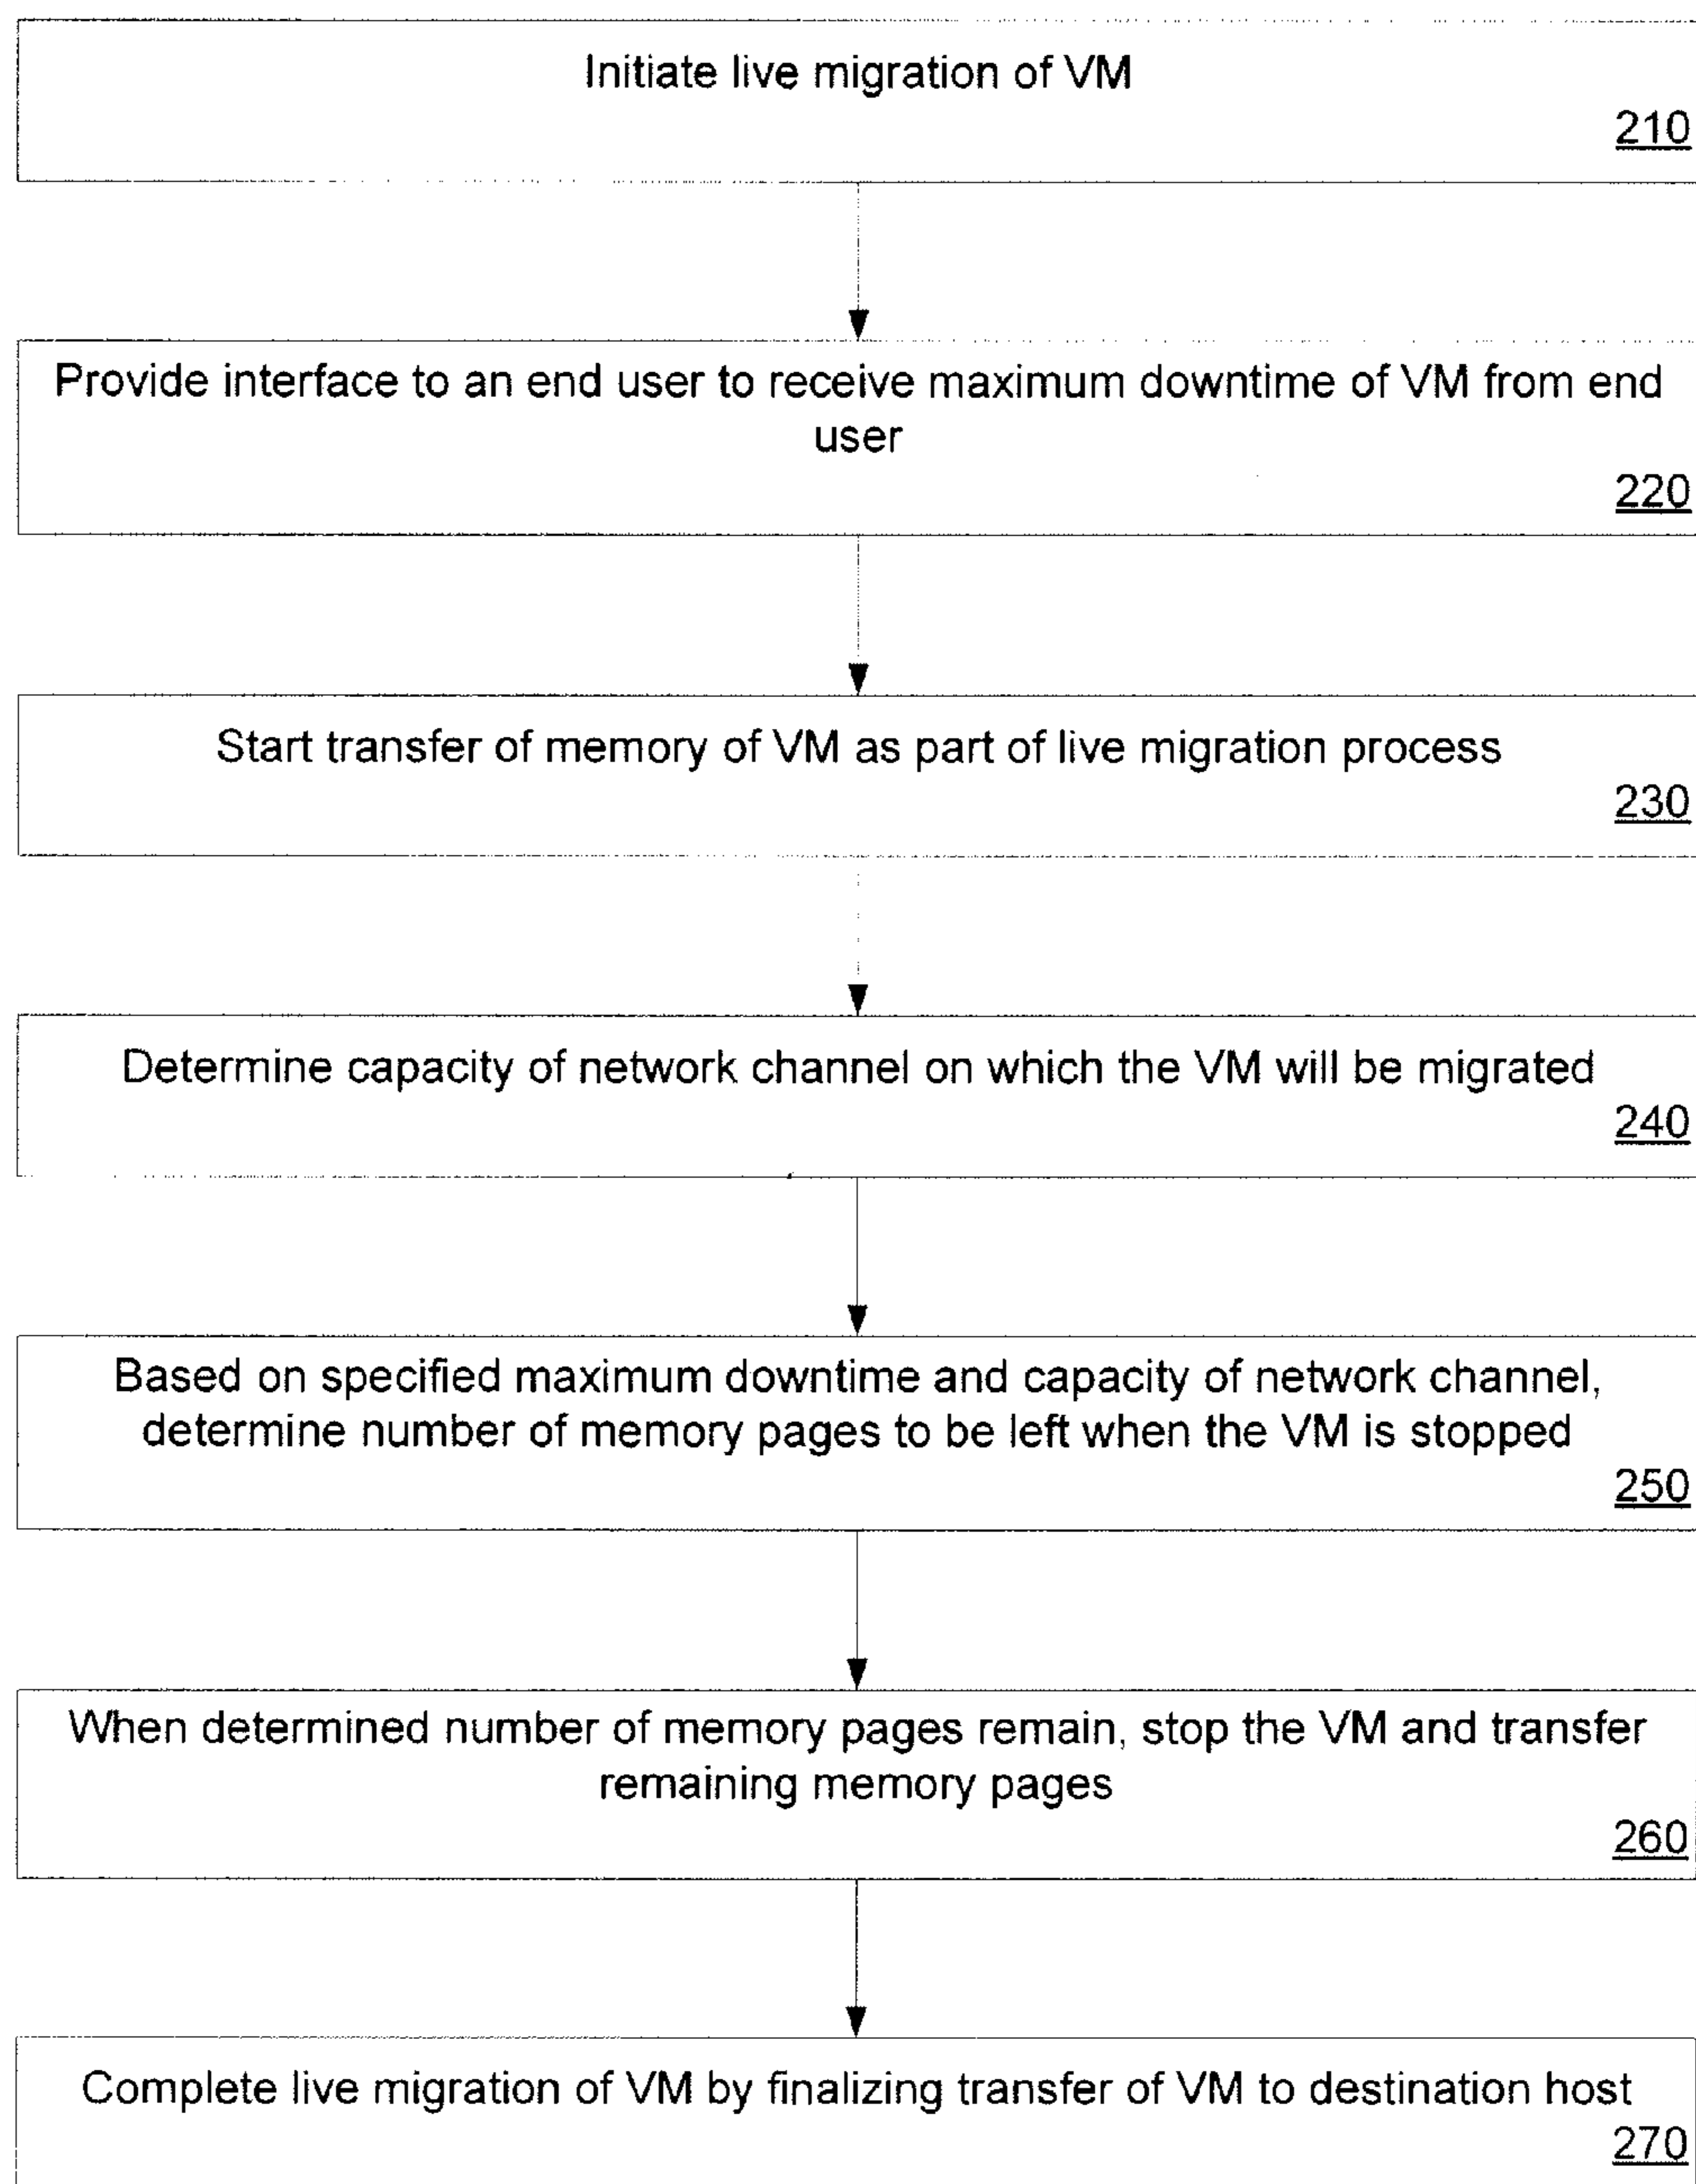 Initiate live migration of VM
210
Provide interface to an end user to receive maximum downtime of VM from end
user
220
Start transfer of memory of VM as part of live migration process
230
Determine capacity of network channel on which the VM will be migrated
240
Based on specified maximum downtime and capacity of network channel,
determine number of memory pages to be left when the VM is stopped
250
When determined number of memory pages remain, stop the VM and transfer
remaining memory pages
260
Complete live migration of VM by finalizing transfer of VM to destination host
270